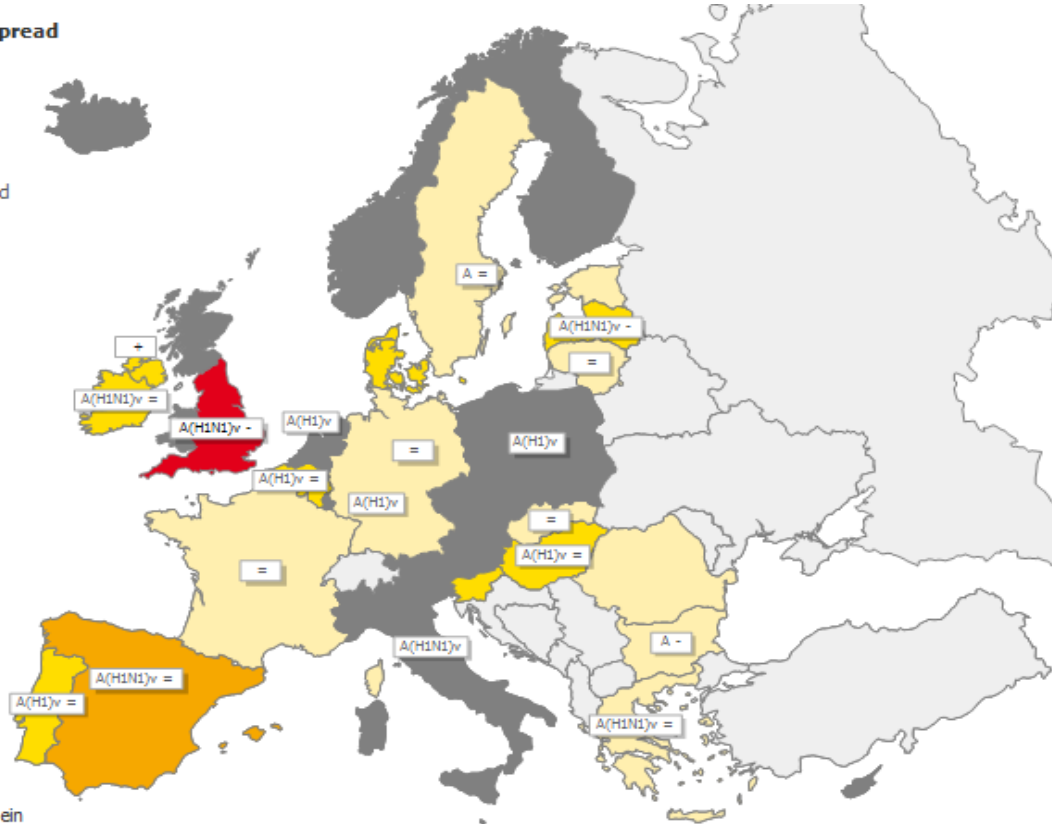 pread
d
A =
A(H1N1)v -
+
=
A(H1N1)v =
A(H1)v
A(H1N1)v -
A(H1)v
=
A(H1)v =
A(H1)v
=
A(H1)v =
=
A -
A(H1N1)v
A(H1N1)v =
A(H1)v =
A(H1N1)v =
ein